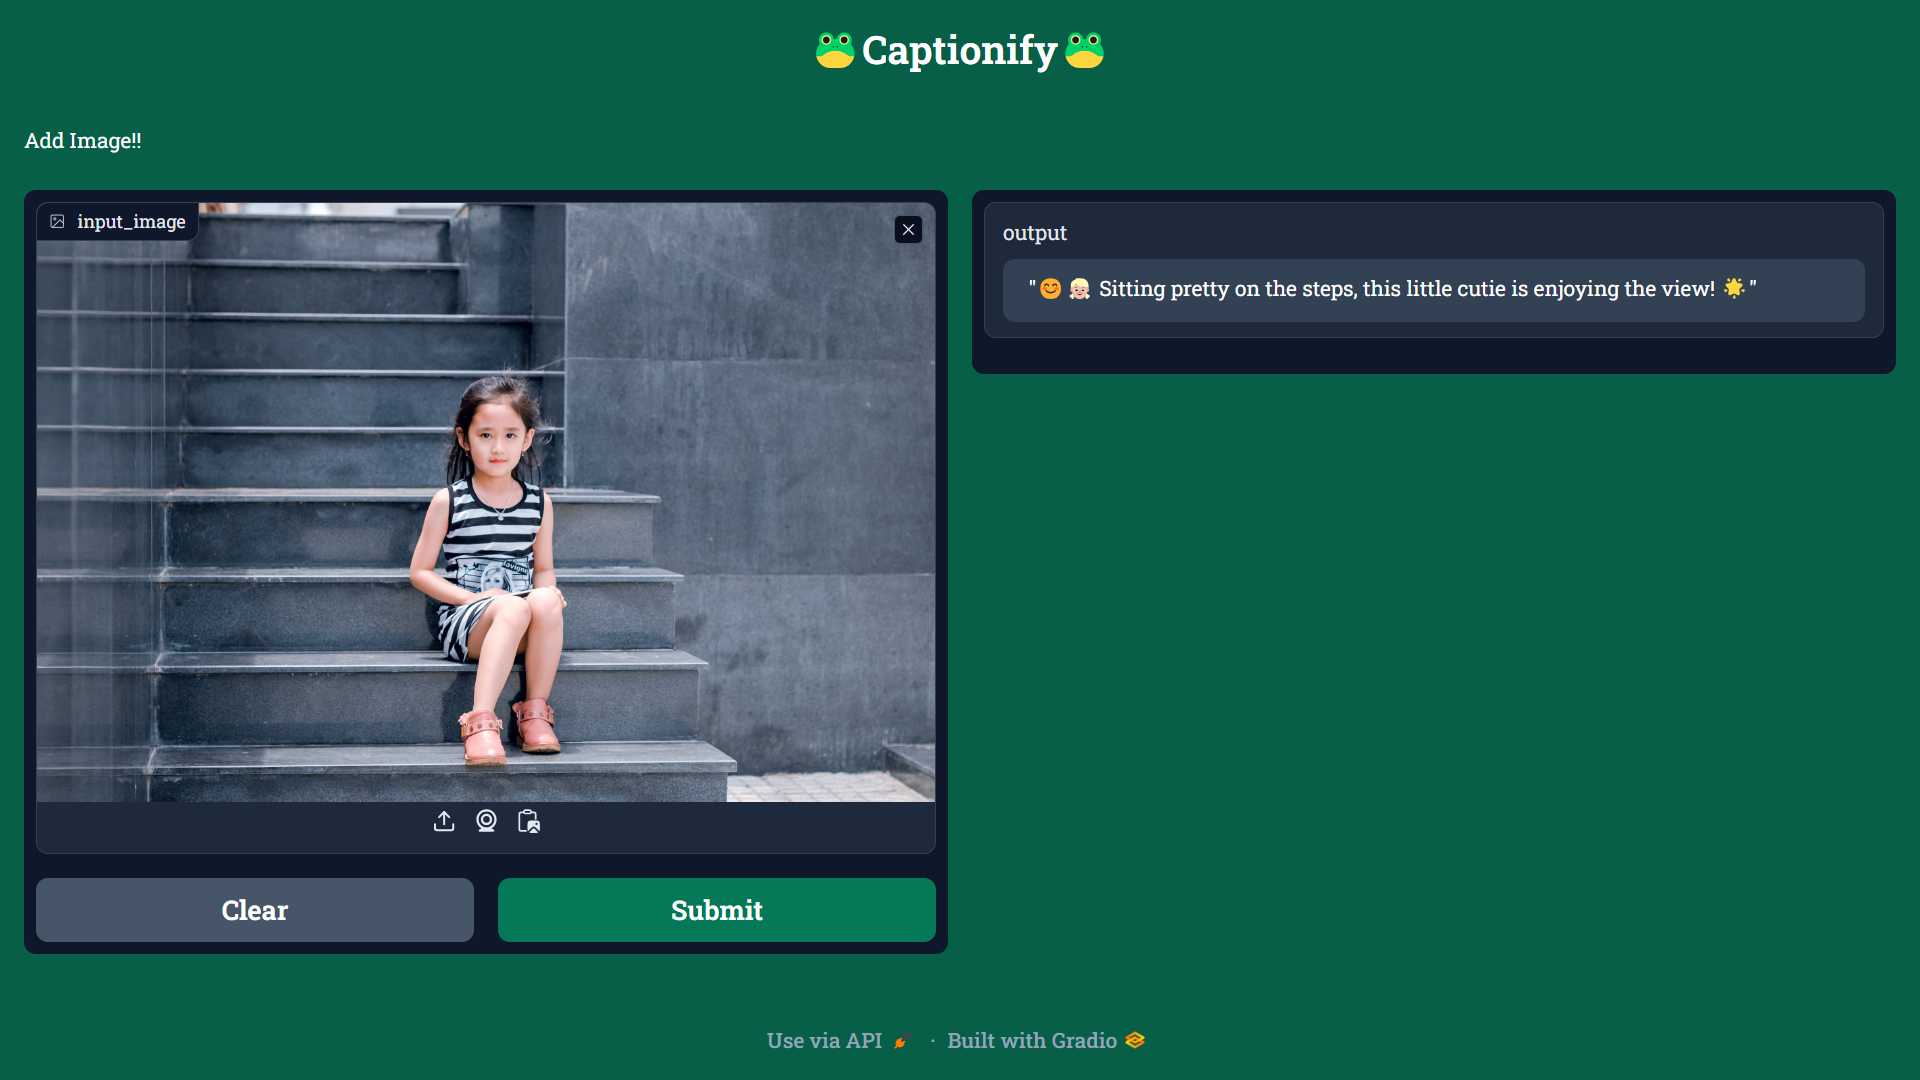 🐸Captionify🐸
Add Image!!
input_image
output
"😊 👧🏼 Sitting pretty on the steps, this little cutie is enjoying the view! 🌟"
lavigne
Clear
Submit
Use via API 🚀 · Built with Gradio